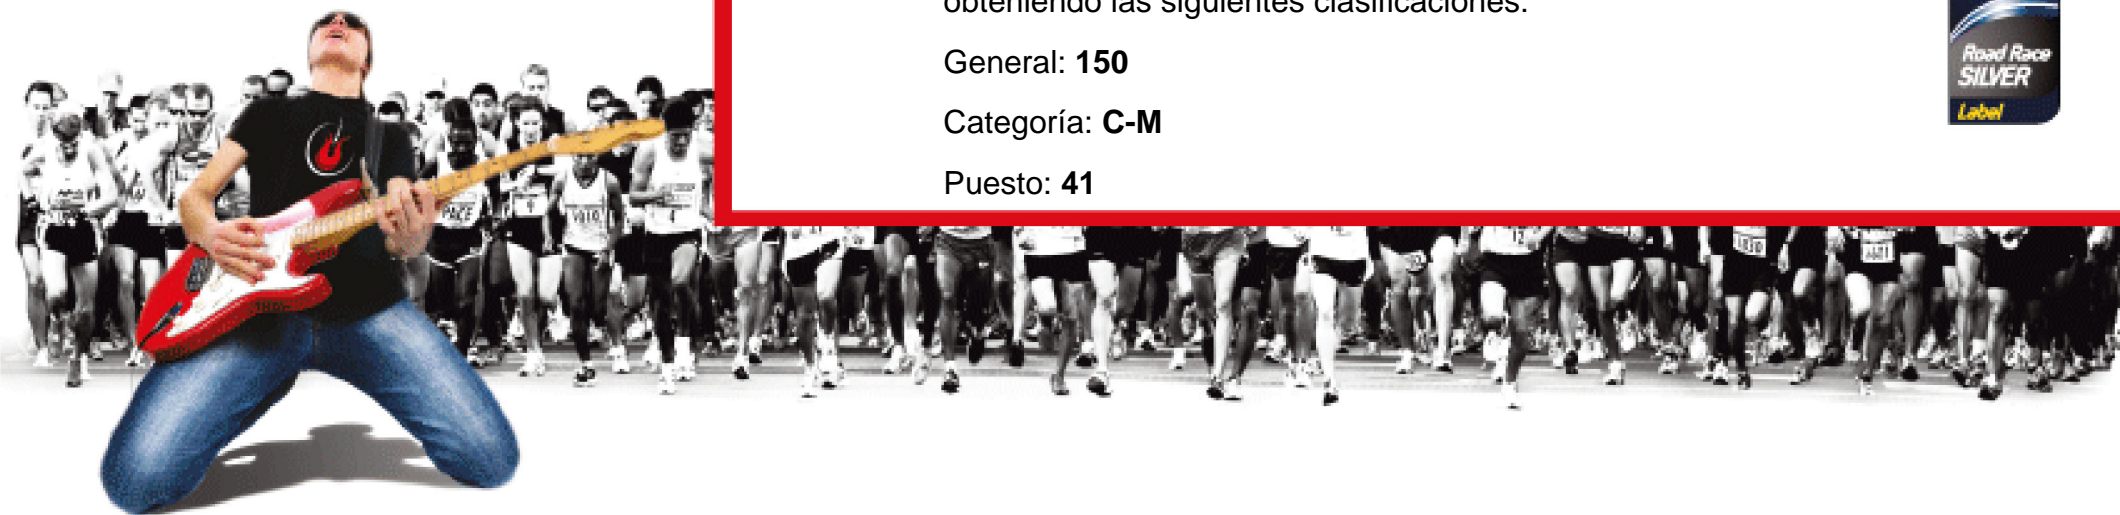 obteniendo las siguientes clasificaciones:
General: 150
Categoría: C-M
Puesto: 41
Road Race
SILVER
Label
PACE